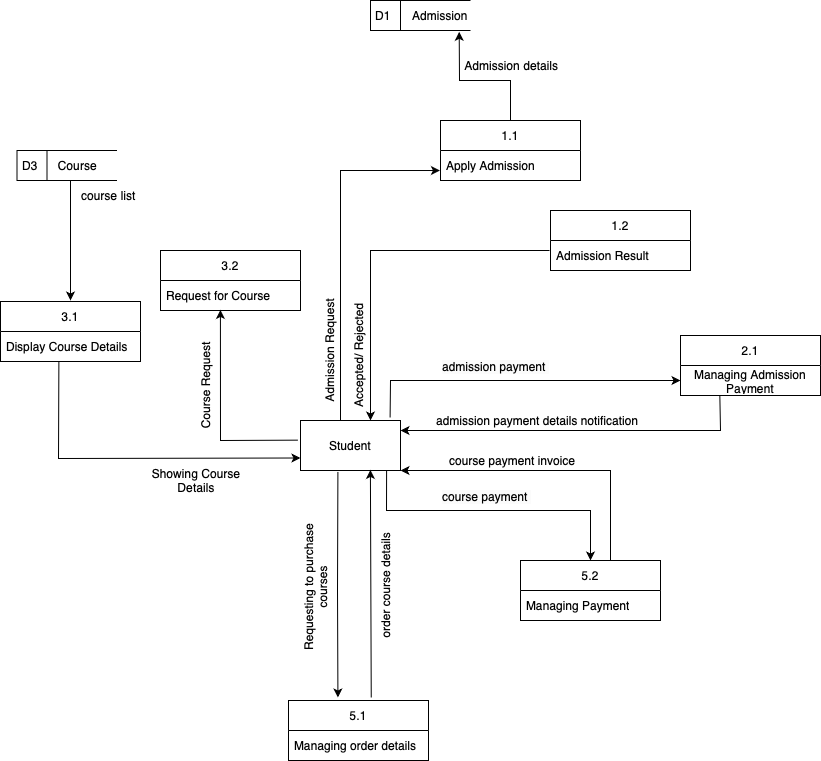 D1 Admission
Admission details
1.1
Apply Admission
D3 Course
course list
1.2
Admission Result
3.2
Request for Course
3.1
Display Course Details
Admission Request
Accepted/ Rejected
Course Request
2.1
Managing Admission
Payment
admission payment
admission payment details notification
Student
course payment invoice
course payment
Showing Course
Details
Requesting to purchase
courses
order course details
5.2
Managing Payment
5.1
Managing order details